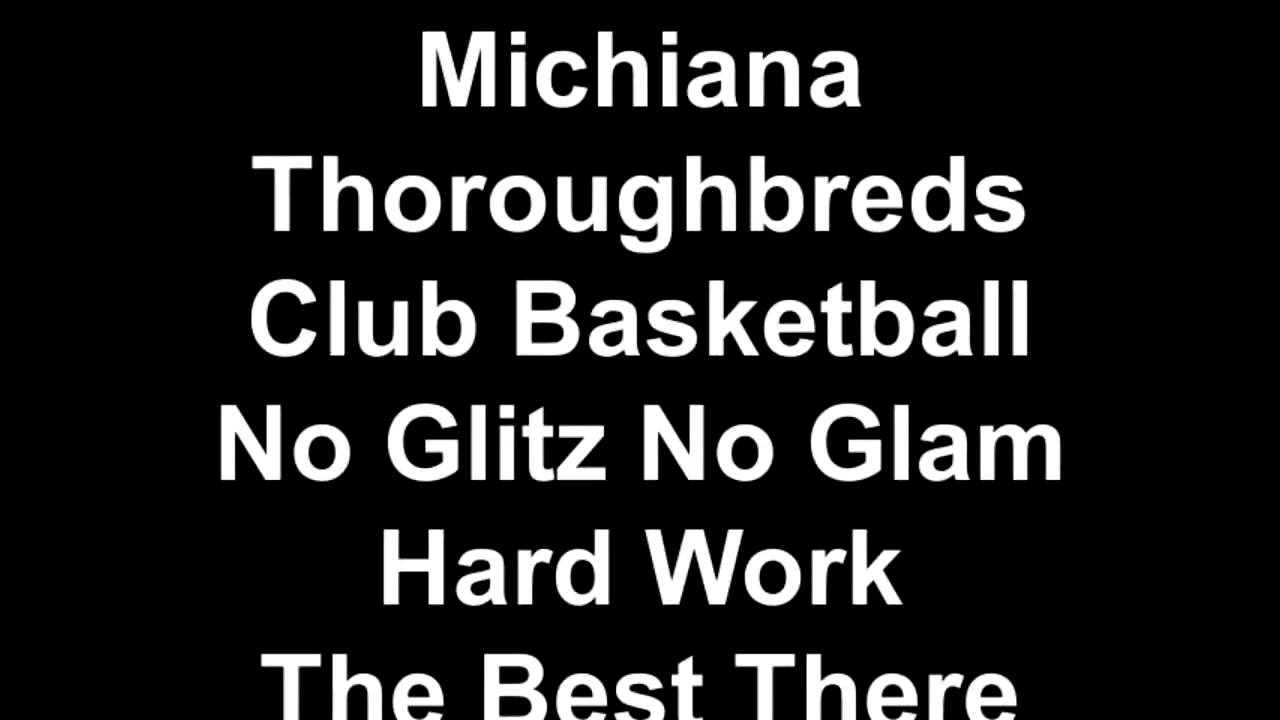 Michiana
Thoroughbreds
Club Basketball
No Glitz No Glam
Hard Work
The Best There